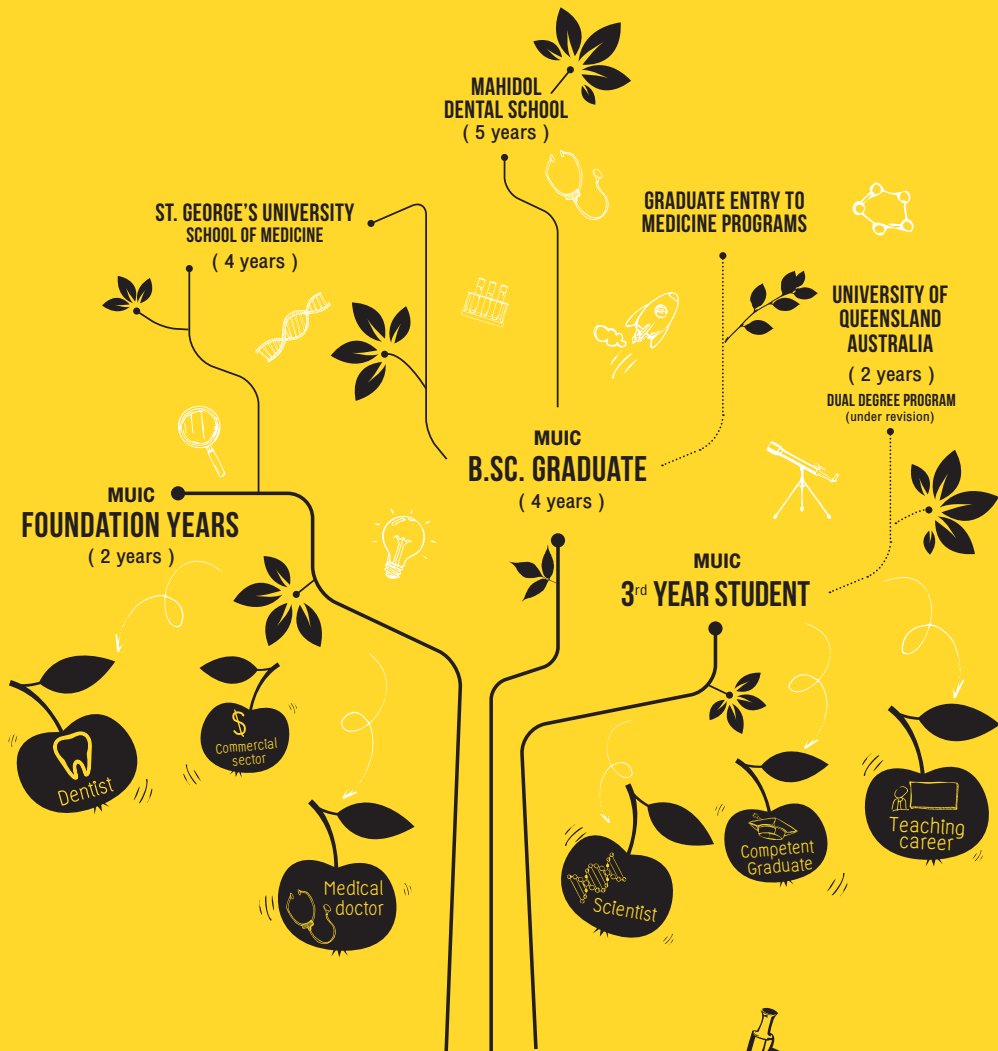 MAHIDOL
DENTAL SCHOOL
( 5 years )
ST. GEORGE'S UNIVERSITY
SCHOOL OF MEDICINE
( 4 years )
GRADUATE ENTRY TO
MEDICINE PROGRAMS
UNIVERSITY OF
QUEENSLAND
AUSTRALIA
( 2 years )
DUAL DEGREE PROGRAM
(under revision)
MUIC
B.SC. GRADUATE
( 4 years )
MUIC
FOUNDATION YEARS
( 2 years )
MUIC
3rd YEAR STUDENT
Dentist
$
Commercial
sector
Medical
doctor
Scientist
Competent
Graduate
Teaching
career